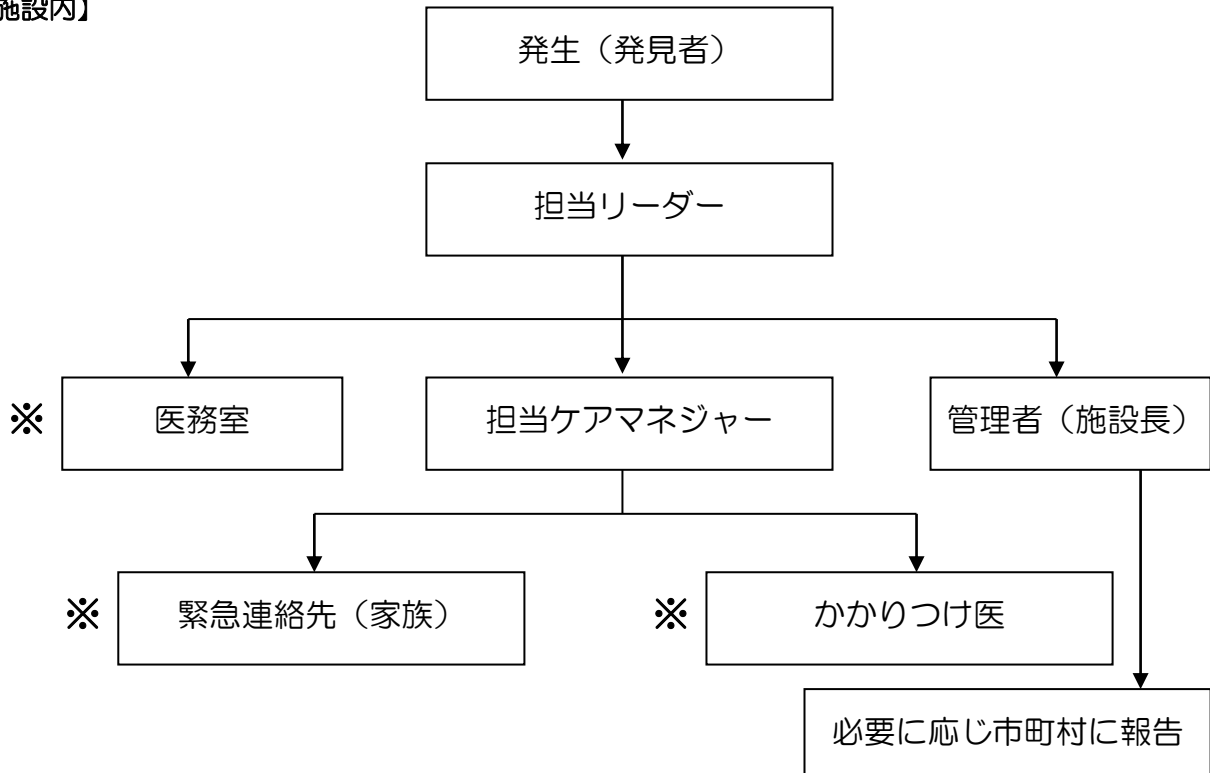 施設内】
発生（発見者）
担当リーダー
※ 医務室
担当ケアマネジャー
管理者（施設長）
※ 緊急連絡先（家族）
※ かかりつけ医
必要に応じ市町村に報告